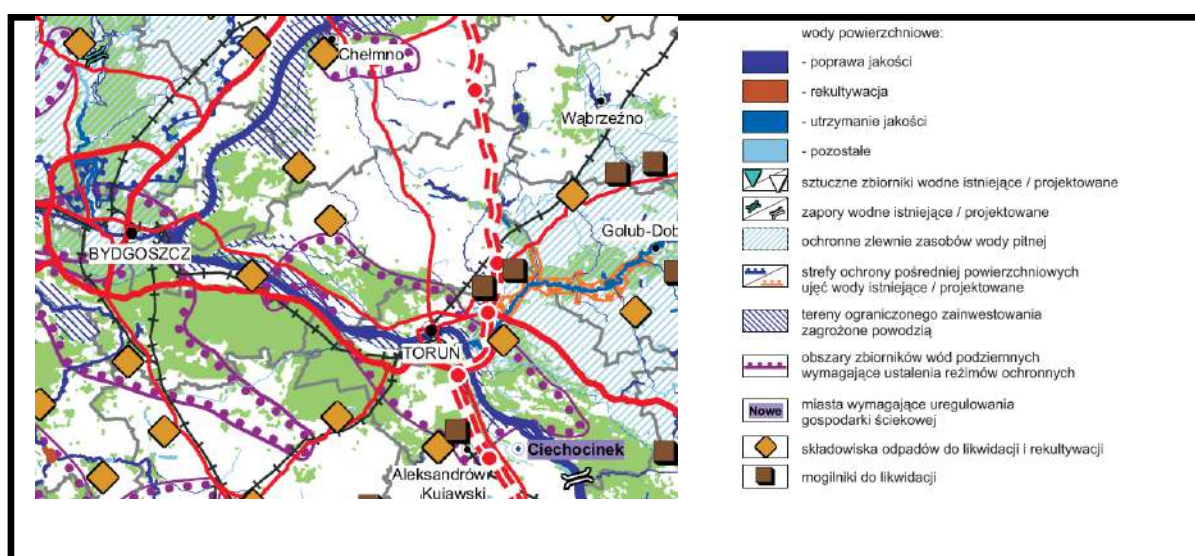 Chełmno
Wąbrzeźno
Golub-Dob
BYDGOSZCZ
TORUŃ
Ciechocinek
Aleksandrów
Kujawski
wody powierzchniowe:
- poprawa jakości
- rekultywacja
- utrzymanie jakości
- pozostałe
sztuczne zbiorniki wodne istniejące / projektowane
zapory wodne istniejące / projektowane
ochronne zlewnie zasobów wody pitnej
strefy ochrony pośredniej powierzchniowych
ujęć wody istniejące / projektowane
tereny ograniczonego zainwestowania
zagrożone powodzią
obszary zbiorników wód podziemnych
wymagające ustalenia reżimów ochronnych
Nowe
miasta wymagające uregulowania
gospodarki ściekowej
składowiska odpadów do likwidacji i rekultywacji
mogilniki do likwidacji